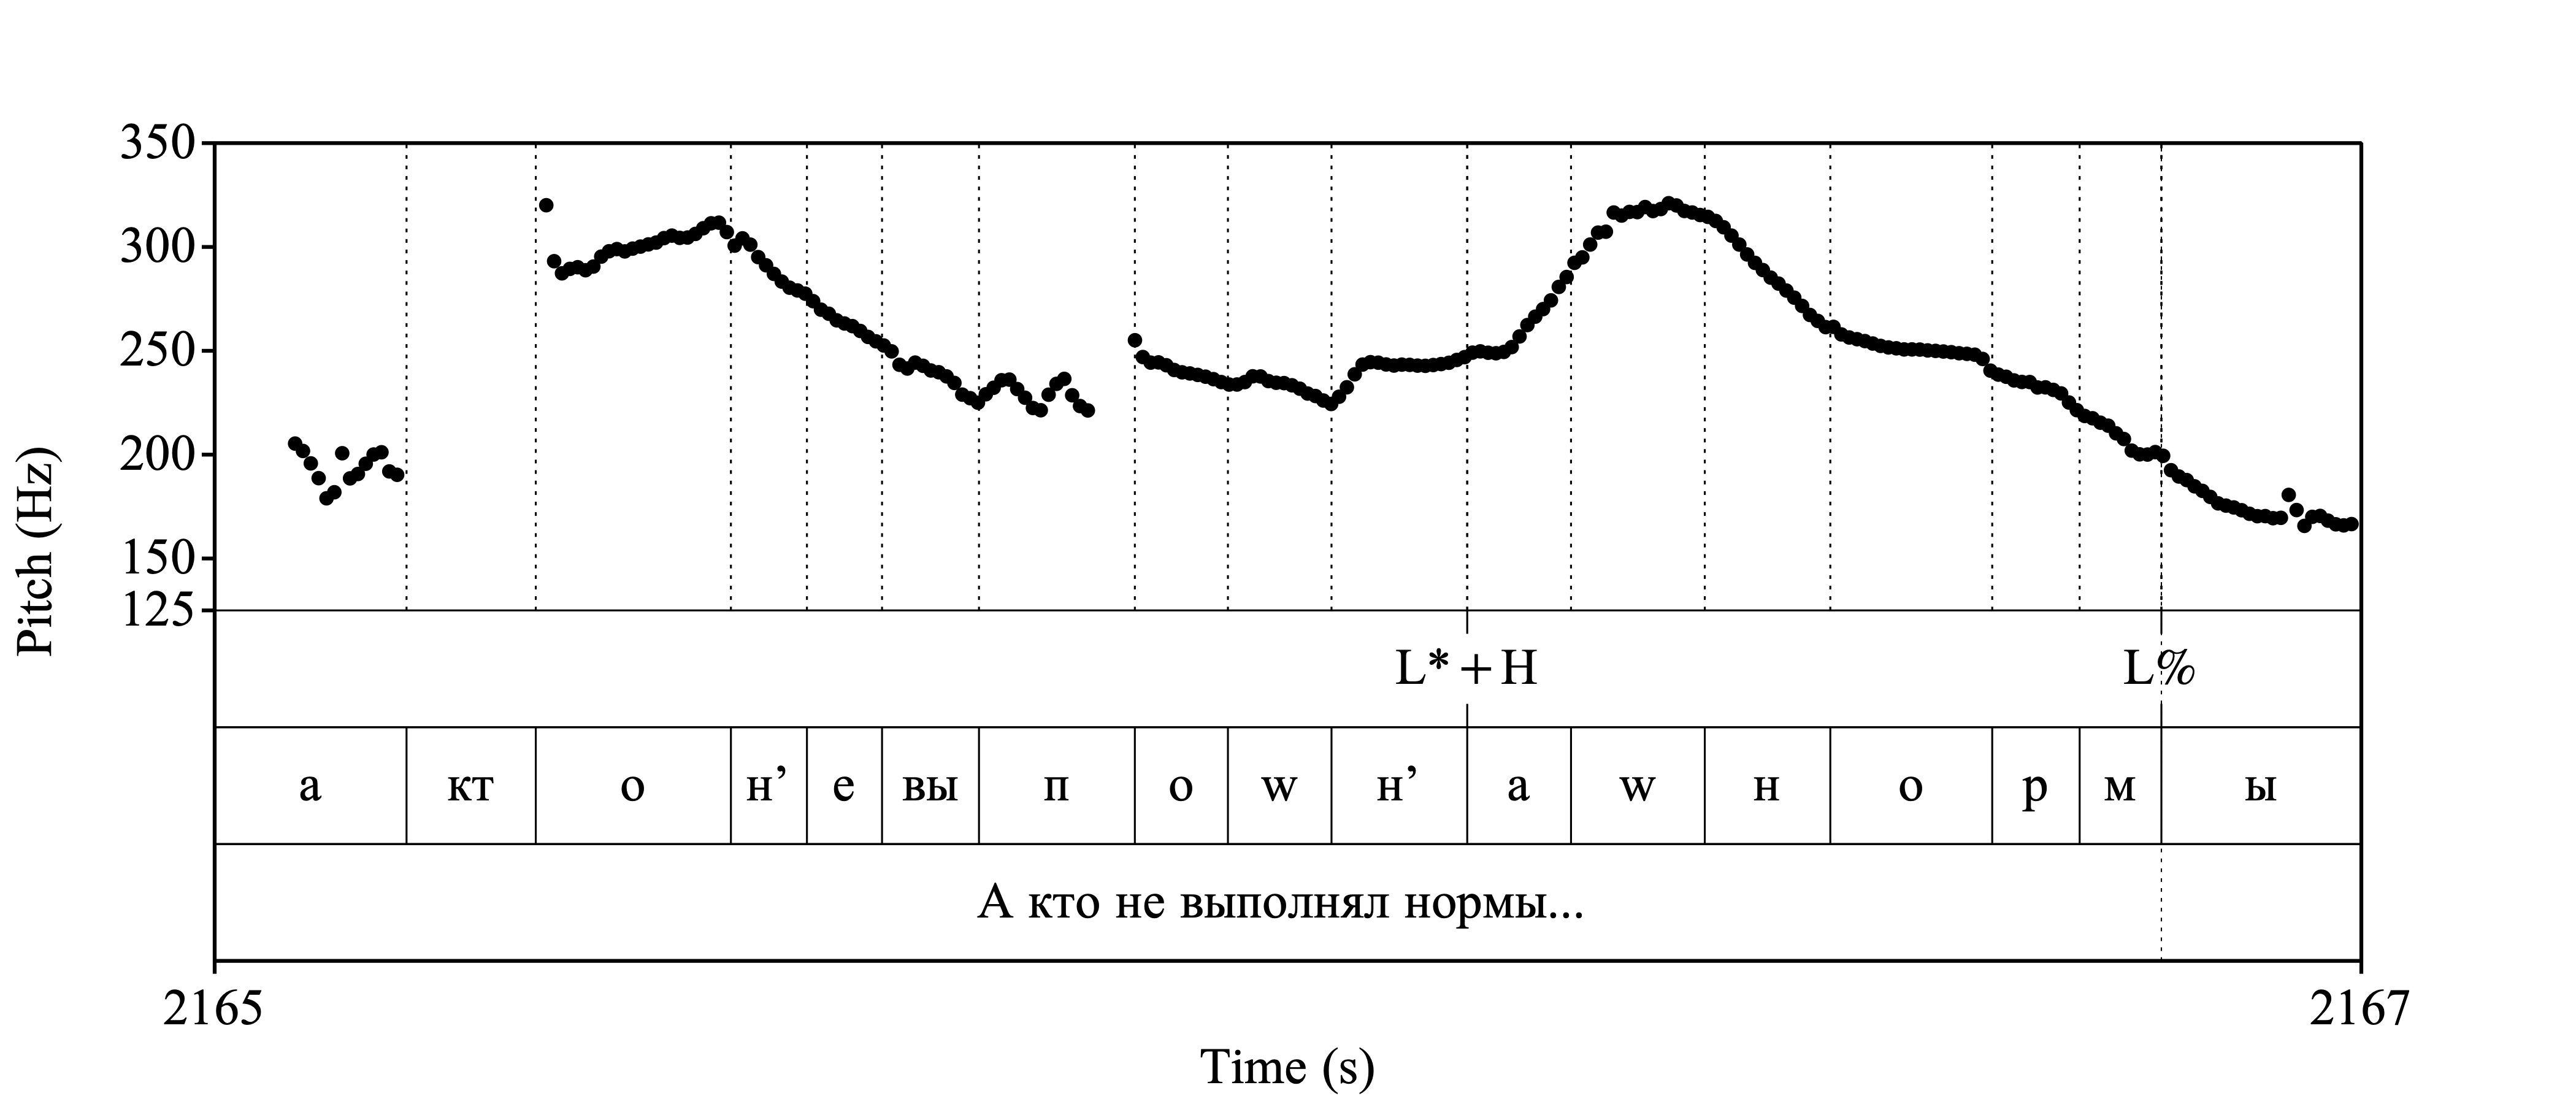 350
300
250
200
150
125
Pitch (Hz)
L* + H L%
а кт о н’ е вы п о w н’ а w н о р м ы
А кто не выполнял нормы...
2165 2167
Time (s)